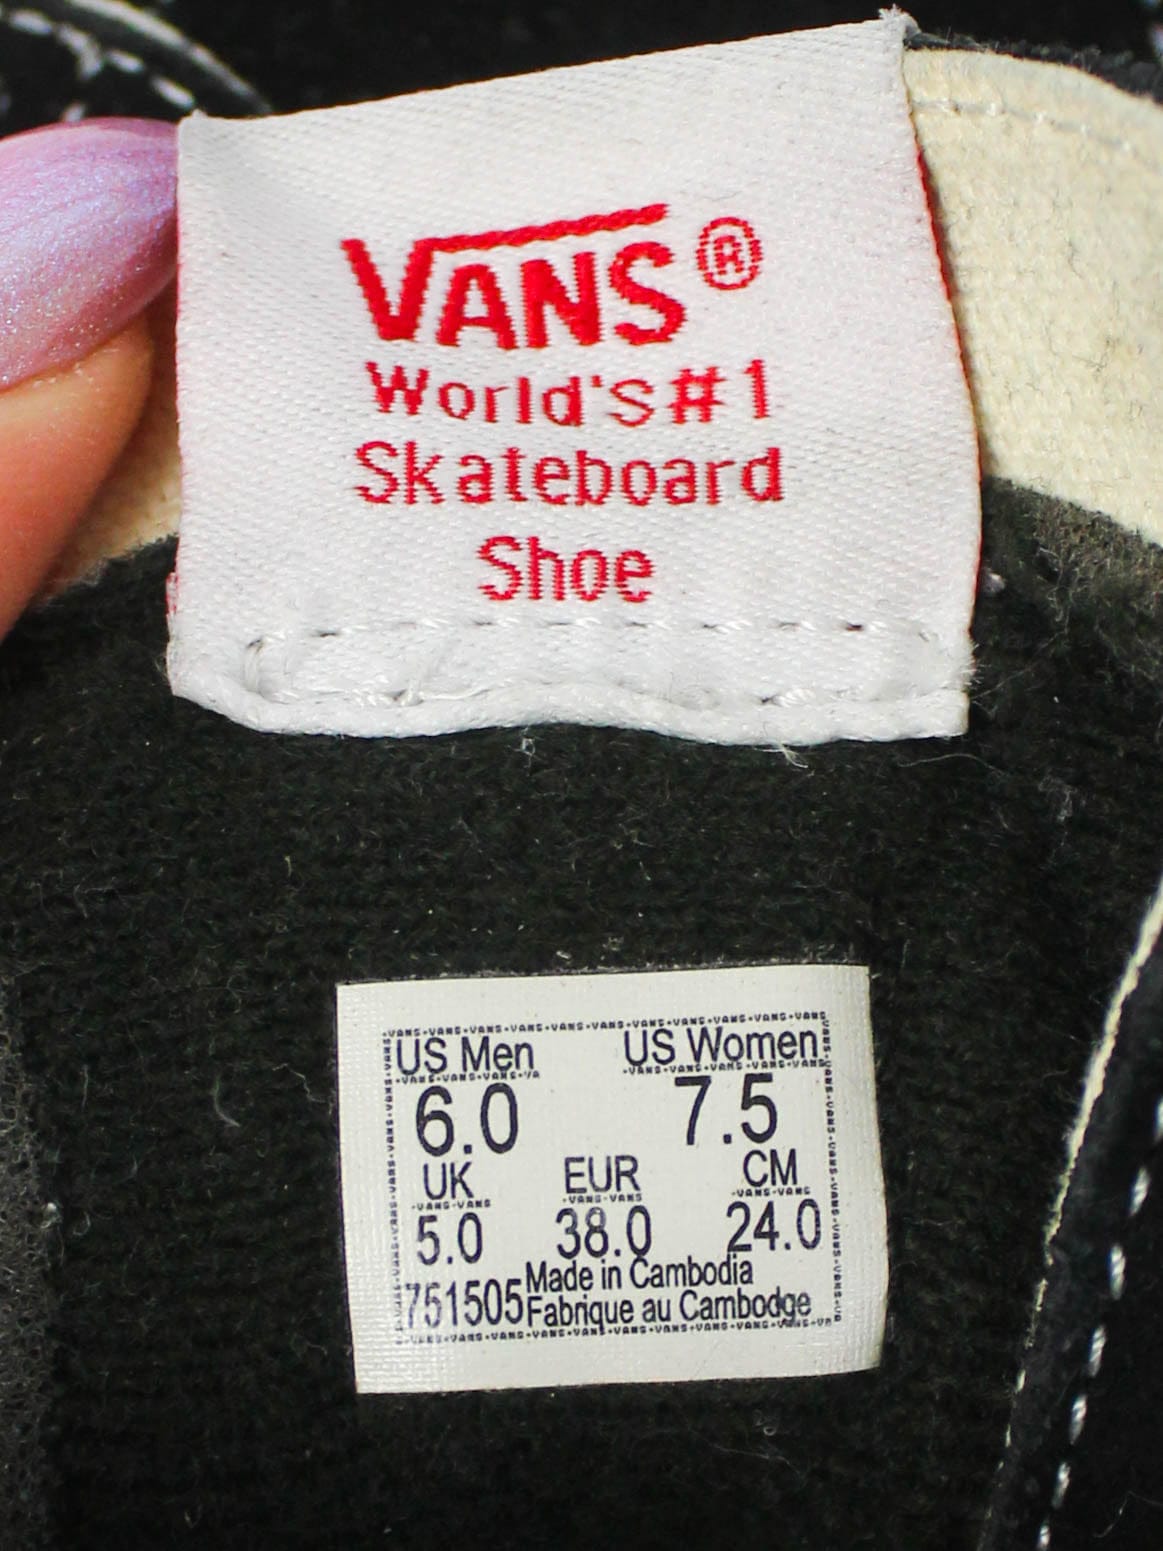 VANS®
World's #1
Skateboard
Shoe
US Men US Women
6.0 7.5
UK EUR CM
5.0 38.0 24.0
751505 Made in Cambodia
Fabrique au Cambodge